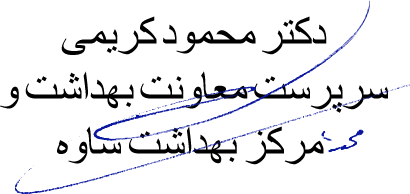 دکتر محمود کریمی
سرپرست معاونت بهداشت و
مرکز بهداشت ساوه